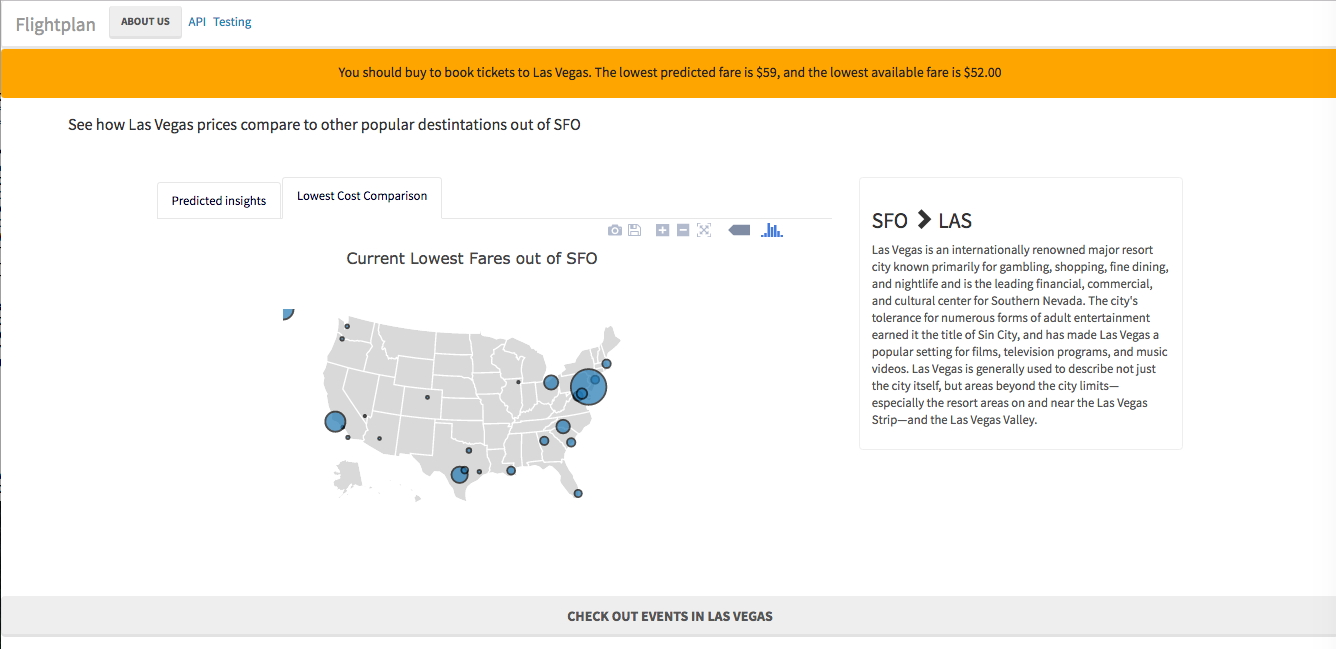 Flightplan ABOUT US API Testing
You should buy to book tickets to Las Vegas. The lowest predicted fare is $59, and the lowest available fare is $52.00
See how Las Vegas prices compare to other popular destintations out of SFO
Predicted insights
Lowest Cost Comparison
Current Lowest Fares out of SFO
SFO LAS
Las Vegas is an internationally renowned major resort
city known primarily for gambling, shopping, fine dining,
and nightlife and is the leading financial, commercial,
and cultural center for Southern Nevada. The city's
tolerance for numerous forms of adult entertainment
earned it the title of Sin City, and has made Las Vegas a
popular setting for films, television programs, and music
videos. Las Vegas is generally used to describe not just
the city itself, but areas beyond the city limits—
especially the resort areas on and near the Las Vegas
Strip—and the Las Vegas Valley.
CHECK OUT EVENTS IN LAS VEGAS